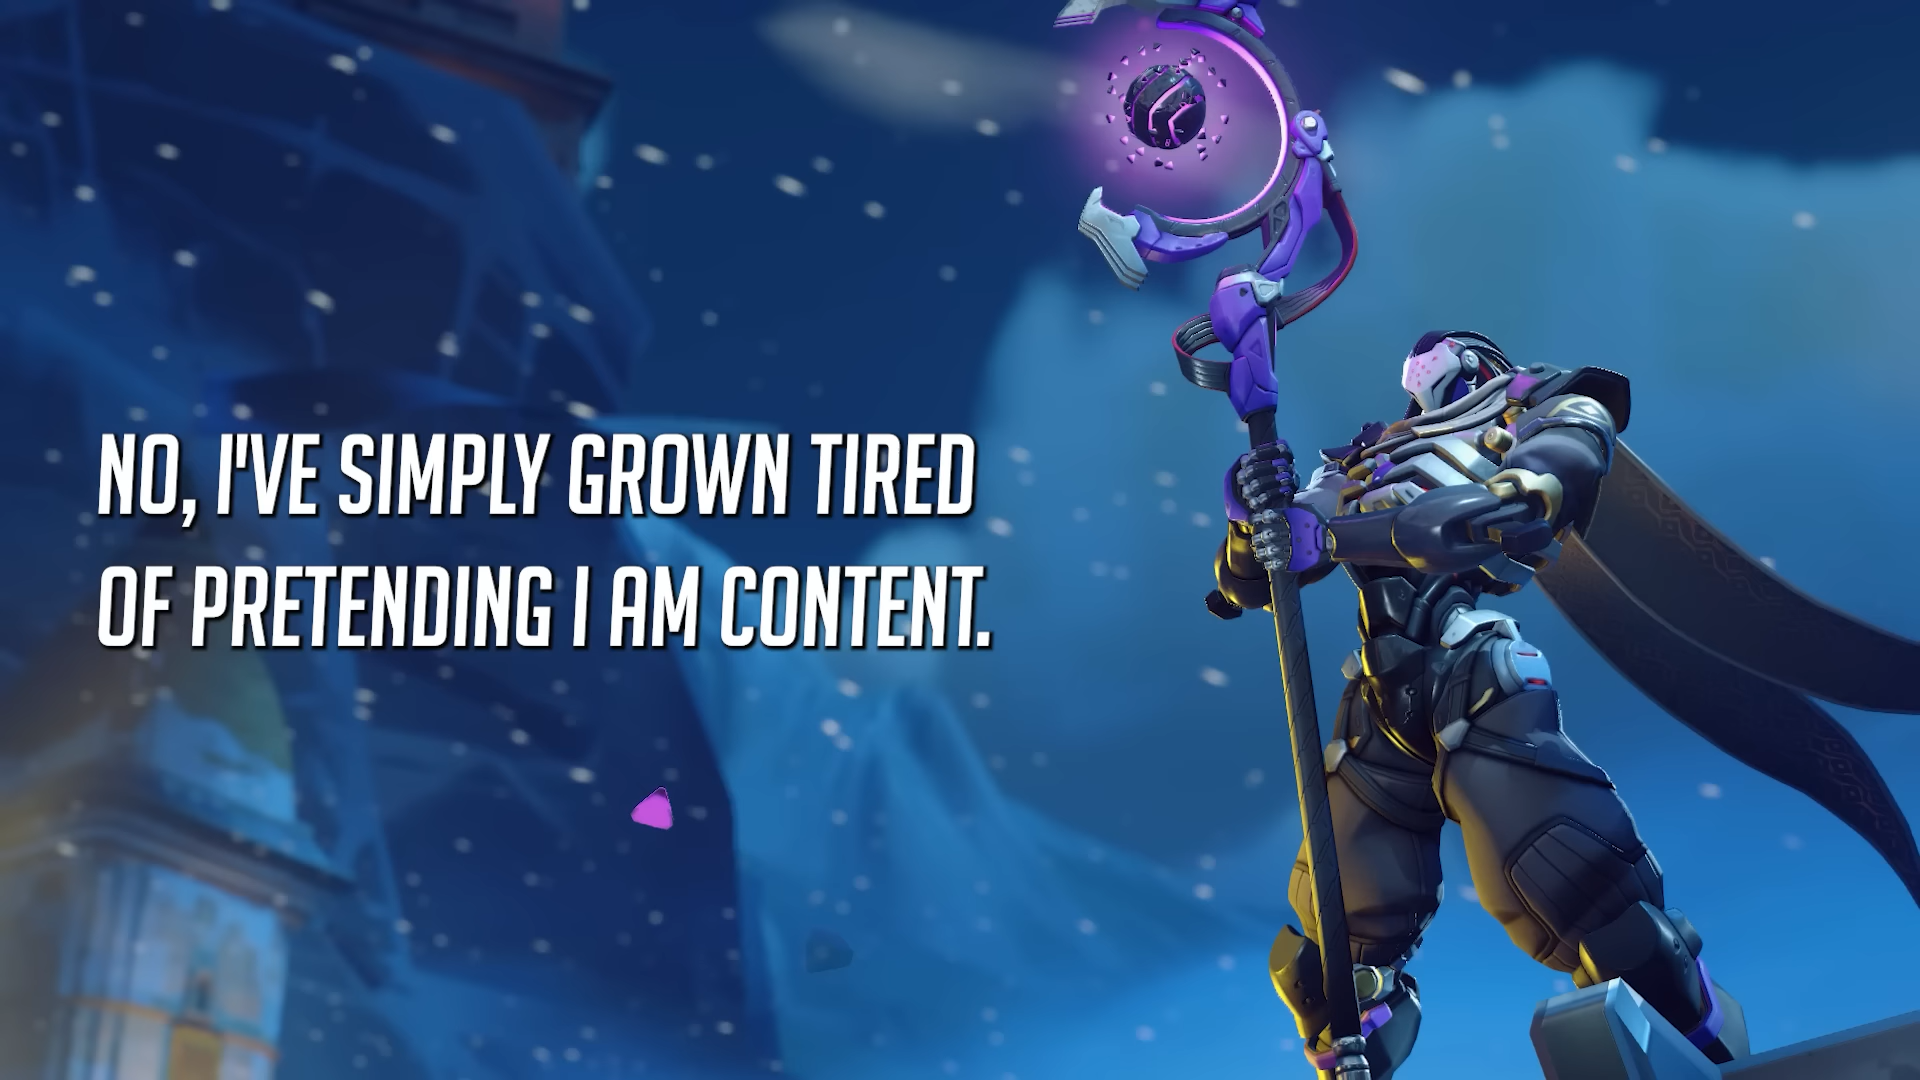 NO, I'VE SIMPLY GROWN TIRED
OF PRETENDING I AM CONTENT.